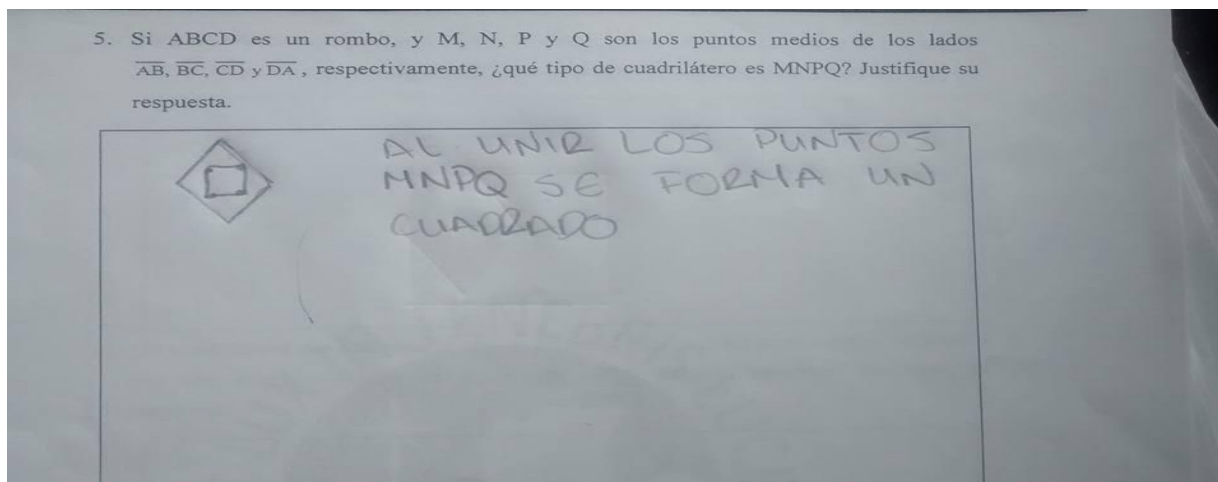 5. Si ABCD es un rombo, y M, N, P y Q son los puntos medios de los lados
AB, BC, CD y DA, respectivamente, ¿qué tipo de cuadrilátero es MNPQ? Justifique su
respuesta.
AL UNIR LOS PUNTOS
MNPQ SE FORMA UN
CUADRADO